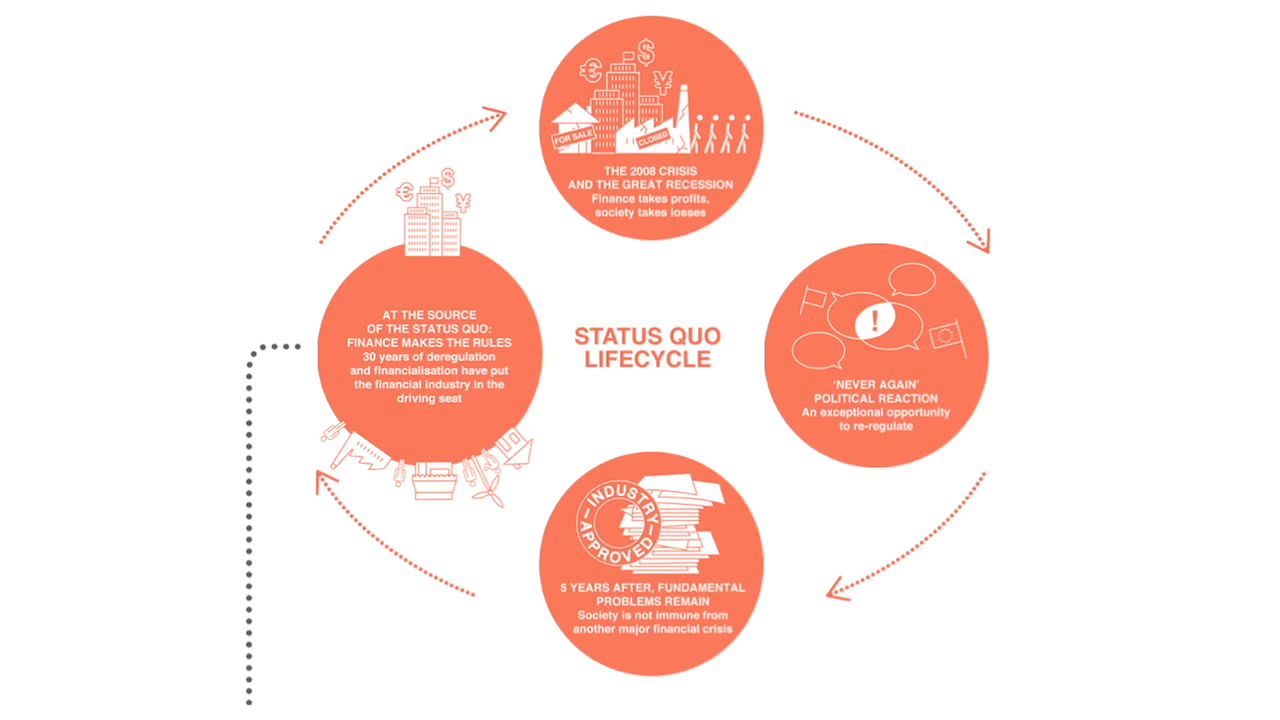 € $ ¥
FOR SALE
CLOSED
THE 2008 CRISIS
AND THE GREAT RECESSION
Finance takes profits,
society takes losses
€ $ ¥
AT THE SOURCE
OF THE STATUS QUO:
FINANCE MAKES THE RULES
30 years of deregulation
and financialisation have put
the financial industry in the
driving seat
STATUS QUO
LIFECYCLE
!
‘NEVER AGAIN’
POLITICAL REACTION
An exceptional opportunity
to re-regulate
INDUSTRY
APPROVED
5 YEARS AFTER, FUNDAMENTAL
PROBLEMS REMAIN
Society is not immune from
another major financial crisis